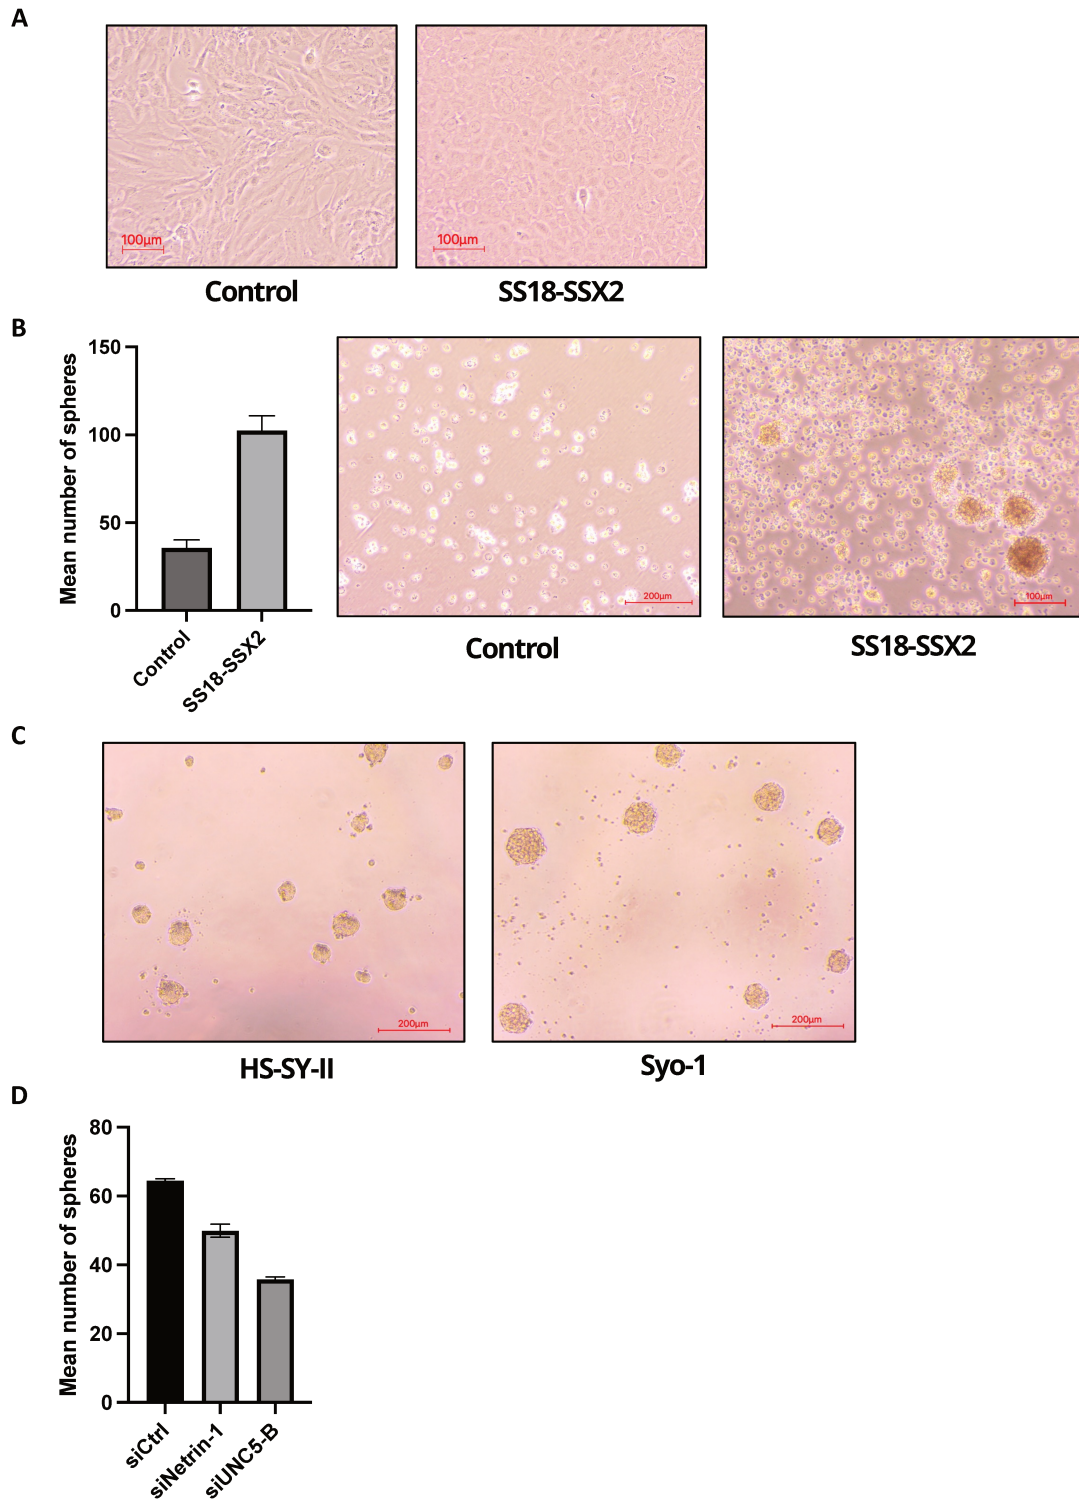 A
100μm
100μm
Control
SS18-SSX2
B
Mean number of spheres
150
100
50
0
Control
SS18-SSX2
200μm
Control
100μm
SS18-SSX2
C
200μm
HS-SY-II
200μm
Syo-1
D
Mean number of spheres
80
60
40
20
0
siCtrl
siNetrin-1
siUNC5-B